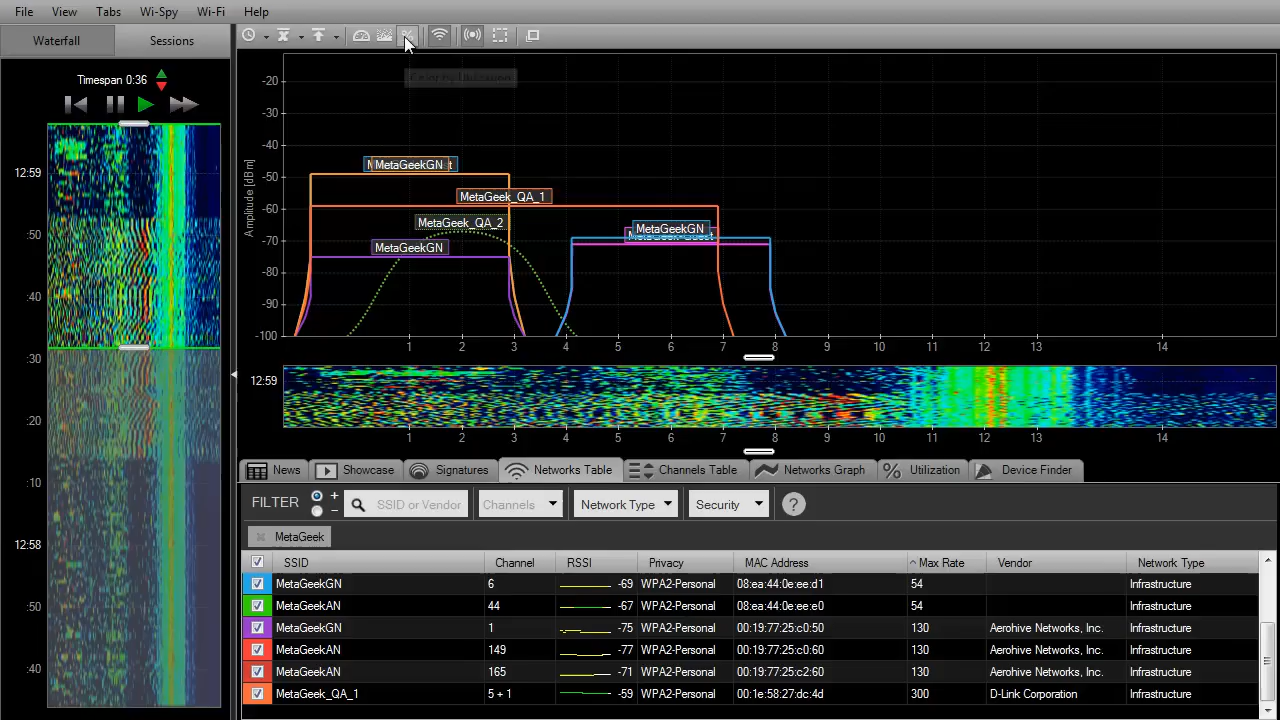 File View Tabs Wi-Spy Wi-Fi Help
Waterfall Sessions
Timespan 0:36
12:59
:50
:40
:30
:20
:10
12:58
:50
:40
Amplitude [dBm]
-20
-30
-40
-50
-60
-70
-80
-90
-100
MetaGeekGN
MetaGeek_QA_1
MetaGeek_QA_2
MetaGeekGN
MetaGeekGN
1 2 3 4 5 6 7 8 9 10 11 12 13 14
12:59
1 2 3 4 5 6 7 8 9 10 11 12 13 14
News Showcase Signatures Networks Table Channels Table Networks Graph Utilization Device Finder
FILTER + − SSID or Vendor Channels Network Type Security ?
MetaGeek
SSID Channel RSSI Privacy MAC Address Max Rate Vendor Network Type
MetaGeekGN 6 -69 WPA2-Personal 08:ea:44:0e:ee:d1 54 Infrastructure
MetaGeekAN 44 -67 WPA2-Personal 08:ea:44:0e:ee:e0 54 Infrastructure
MetaGeekGN 1 -75 WPA2-Personal 00:19:77:25:c0:50 130 Aerohive Networks, Inc. Infrastructure
MetaGeekAN 149 -77 WPA2-Personal 00:19:77:25:c0:60 130 Aerohive Networks, Inc. Infrastructure
MetaGeekAN 165 -71 WPA2-Personal 00:19:77:25:c2:60 130 Aerohive Networks, Inc. Infrastructure
MetaGeek_QA_1 5 + 1 -59 WPA2-Personal 00:1e:58:27:dc:4d 300 D-Link Corporation Infrastructure